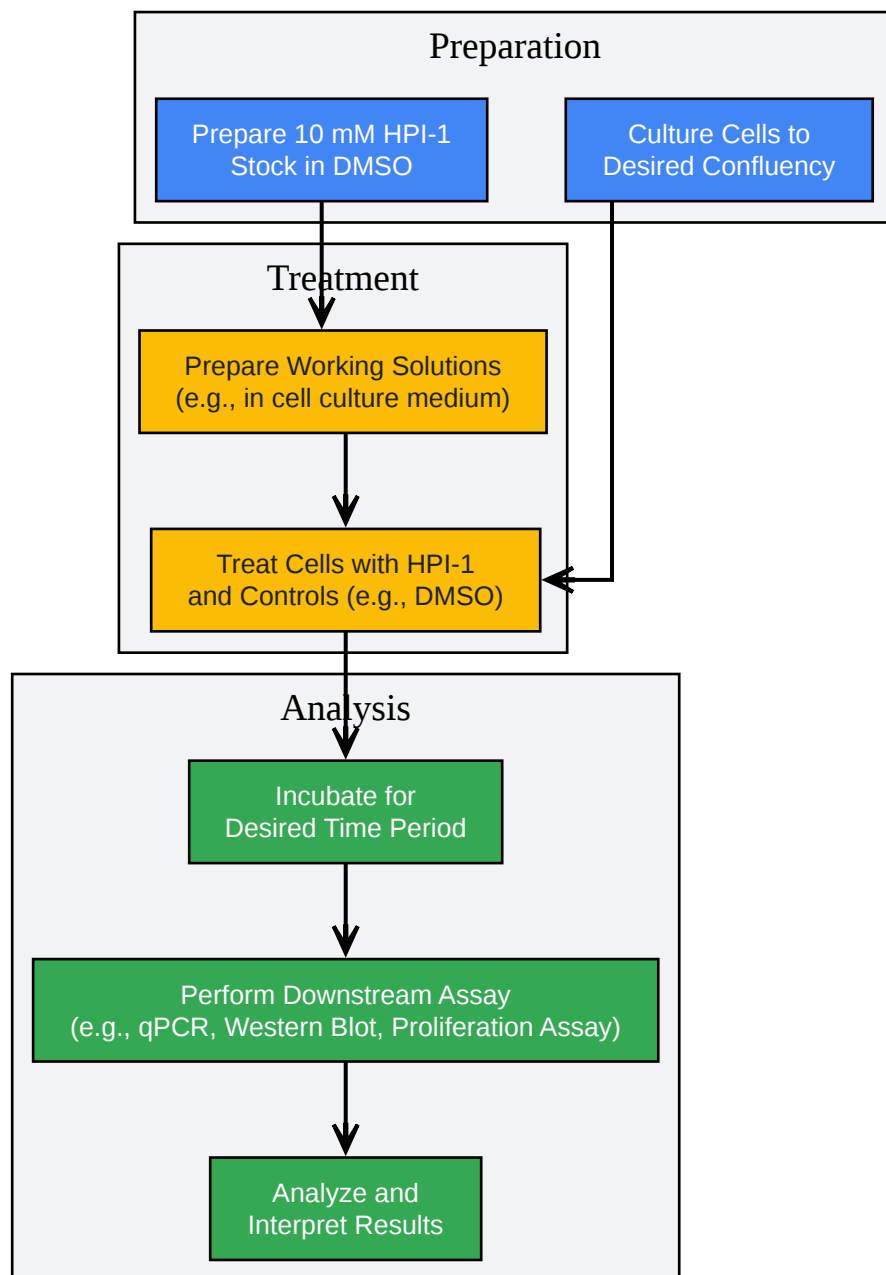 Preparation
Prepare 10 mM HPI-1
Stock in DMSO
Culture Cells to
Desired Confluency
Treatment
Prepare Working Solutions
(e.g., in cell culture medium)
Treat Cells with HPI-1
and Controls (e.g., DMSO)
Analysis
Incubate for
Desired Time Period
Perform Downstream Assay
(e.g., qPCR, Western Blot, Proliferation Assay)
Analyze and
Interpret Results